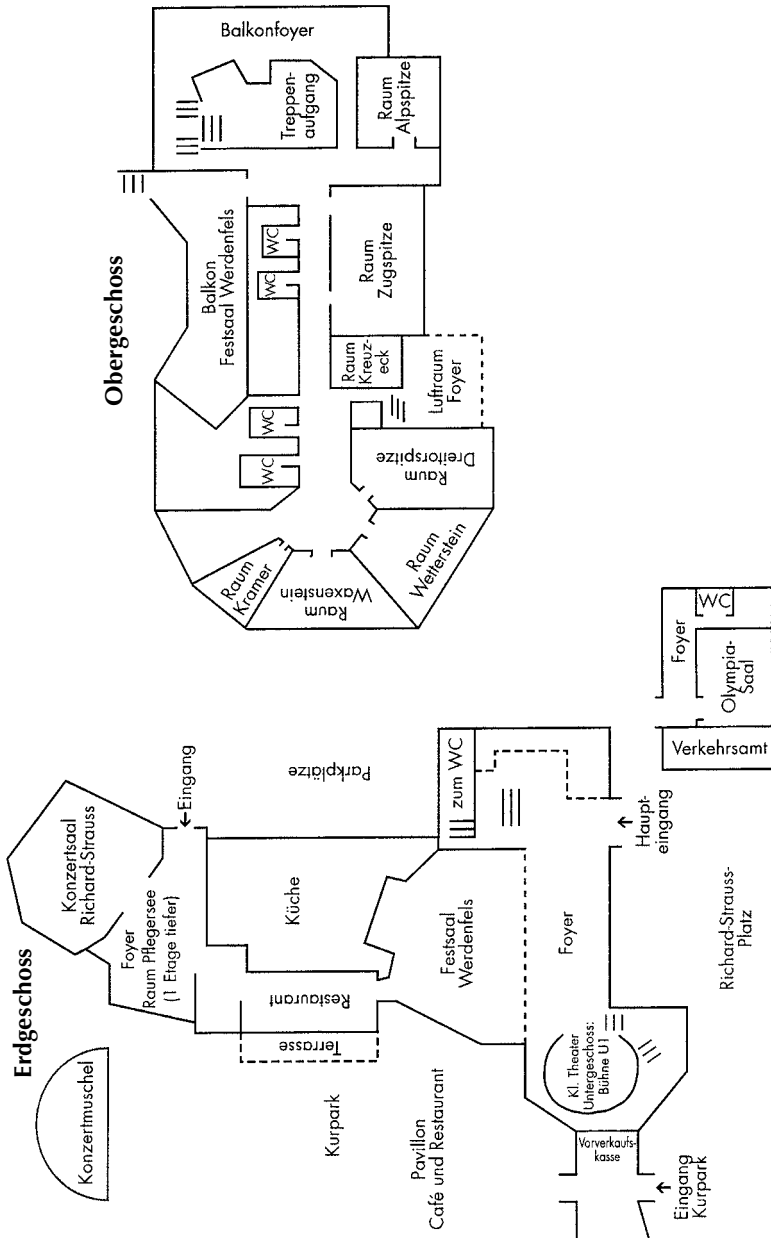 Obergeschoss
Balkonfoyer
Treppen-
aufgang
Raum
Alpspitze
Balkon
Festsaal Werdenfels
WC
WC
Raum
Zugspitze
Raum
Kreuz-
eck
Luftraum
Foyer
WC
WC
Raum
Dreitorspitze
Raum
Wetterstein
Raum
Waxenstein
Raum
Kramer
Erdgeschoss
Konzertmuschel
Konzertsaal
Richard-Strauss
Eingang
Foyer
Raum Pflegersee
(1 Etage tiefer)
Parkplätze
Küche
Restaurant
Terrasse
Kurpark
Pavillon
Café und Restaurant
Festsaal
Werdenfels
zum WC
Foyer
Haupt-
eingang
Kl. Theater
Untergeschoss:
Bühne U1
Vorverkaufs-
kasse
Eingang
Kurpark
Richard-Strauss-
Platz
Foyer
WC
Olympia-
Saal
Verkehrsamt